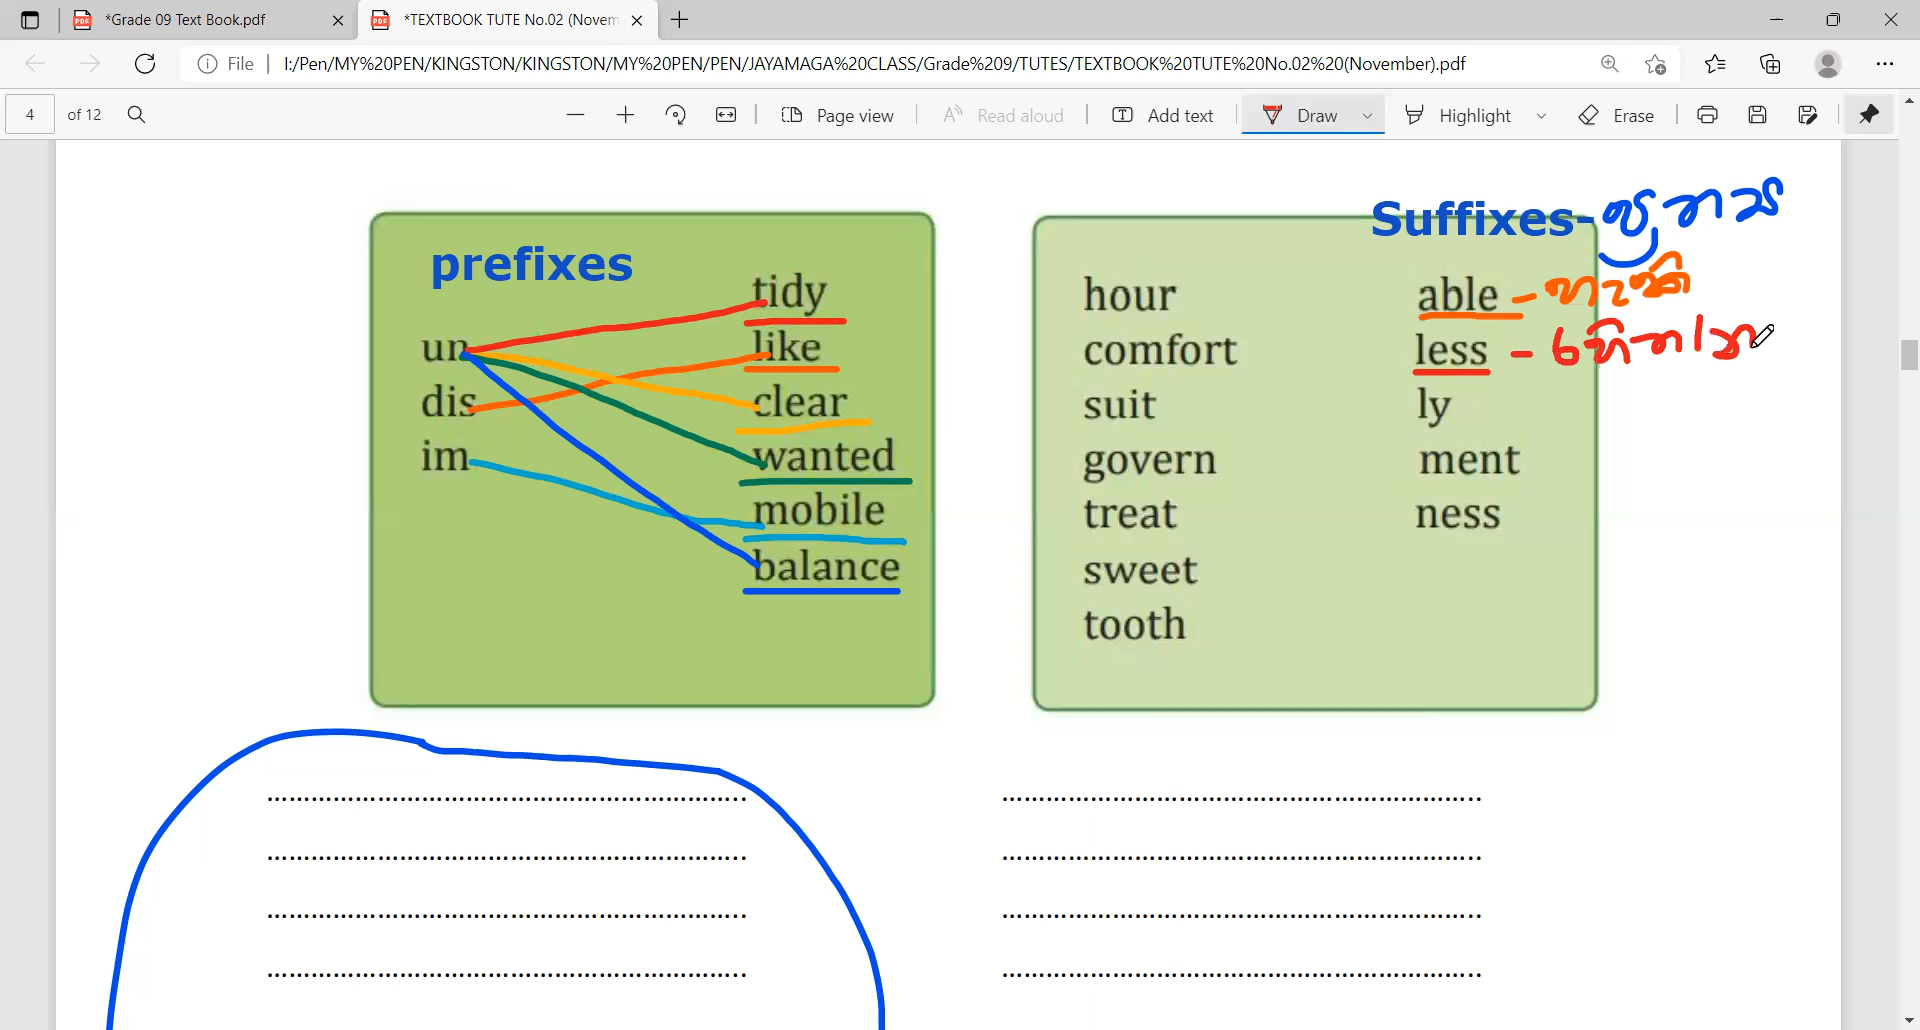 *Grade 09 Text Book.pdf
*TEXTBOOK TUTE No.02 (Novem
File
I:/Pen/MY%20PEN/KINGSTON/KINGSTON/MY%20PEN/PEN/JAYAMAGA%20CLASS/Grade%209/TUTES/TEXTBOOK%20TUTE%20No.02%20(November).pdf
4 of 12
Page view
Read aloud
Add text
Draw
Highlight
Erase
prefixes
un
dis
im
tidy
like
clear
wanted
mobile
balance
Suffixes-
hour
comfort
suit
govern
treat
sweet
tooth
able -
less -
ly
ment
ness